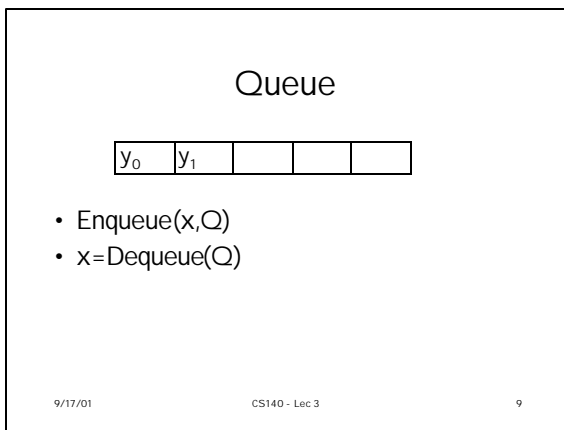 Queue
y₀ y₁
• Enqueue(x,Q)
• x=Dequeue(Q)
9/17/01 CS140 - Lec 3 9